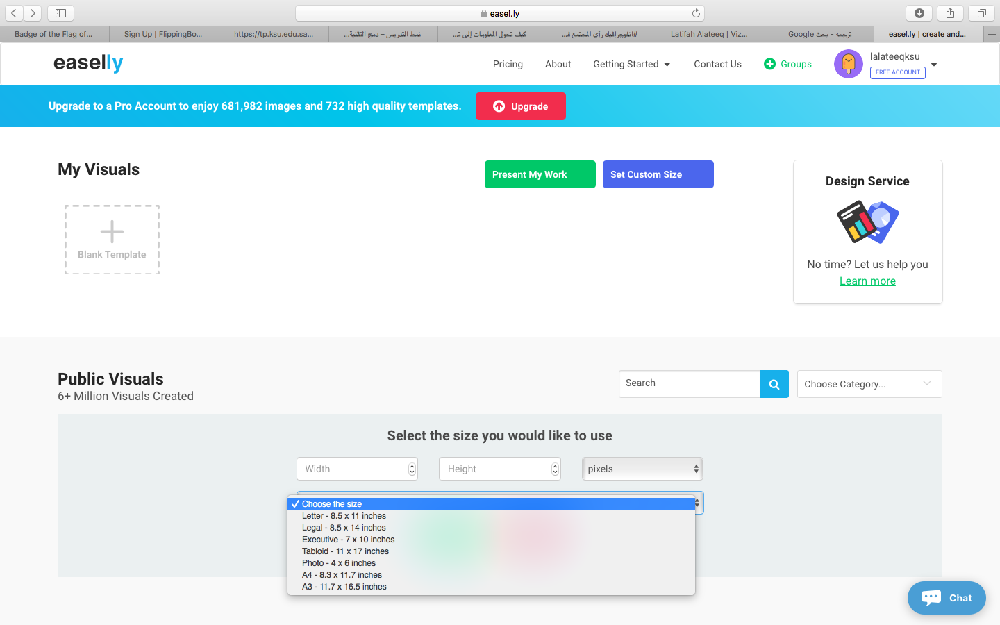 easel.ly
Badge of the Flag of...
Sign Up | FlippingBo...
https://tp.ksu.edu.sa...
نمط التدريس – دمج التقنية...
كيف تحول المعلومات إلى ت...
#انفوجرافيك رأي المجتمع ف...
Latifah Alateeq | Viz...
ترجمه - بحث Google
easel.ly | create and...
easelly
Pricing
About
Getting Started
Contact Us
Groups
lalateeqksu
FREE ACCOUNT
Upgrade to a Pro Account to enjoy 681,982 images and 732 high quality templates.
Upgrade
My Visuals
Present My Work
Set Custom Size
Blank Template
Design Service
No time? Let us help you
Learn more
Public Visuals
6+ Million Visuals Created
Search
Choose Category...
Select the size you would like to use
Width
Height
pixels
Choose the size
Letter - 8.5 x 11 inches
Legal - 8.5 x 14 inches
Executive - 7 x 10 inches
Tabloid - 11 x 17 inches
Photo - 4 x 6 inches
A4 - 8.3 x 11.7 inches
A3 - 11.7 x 16.5 inches
Chat